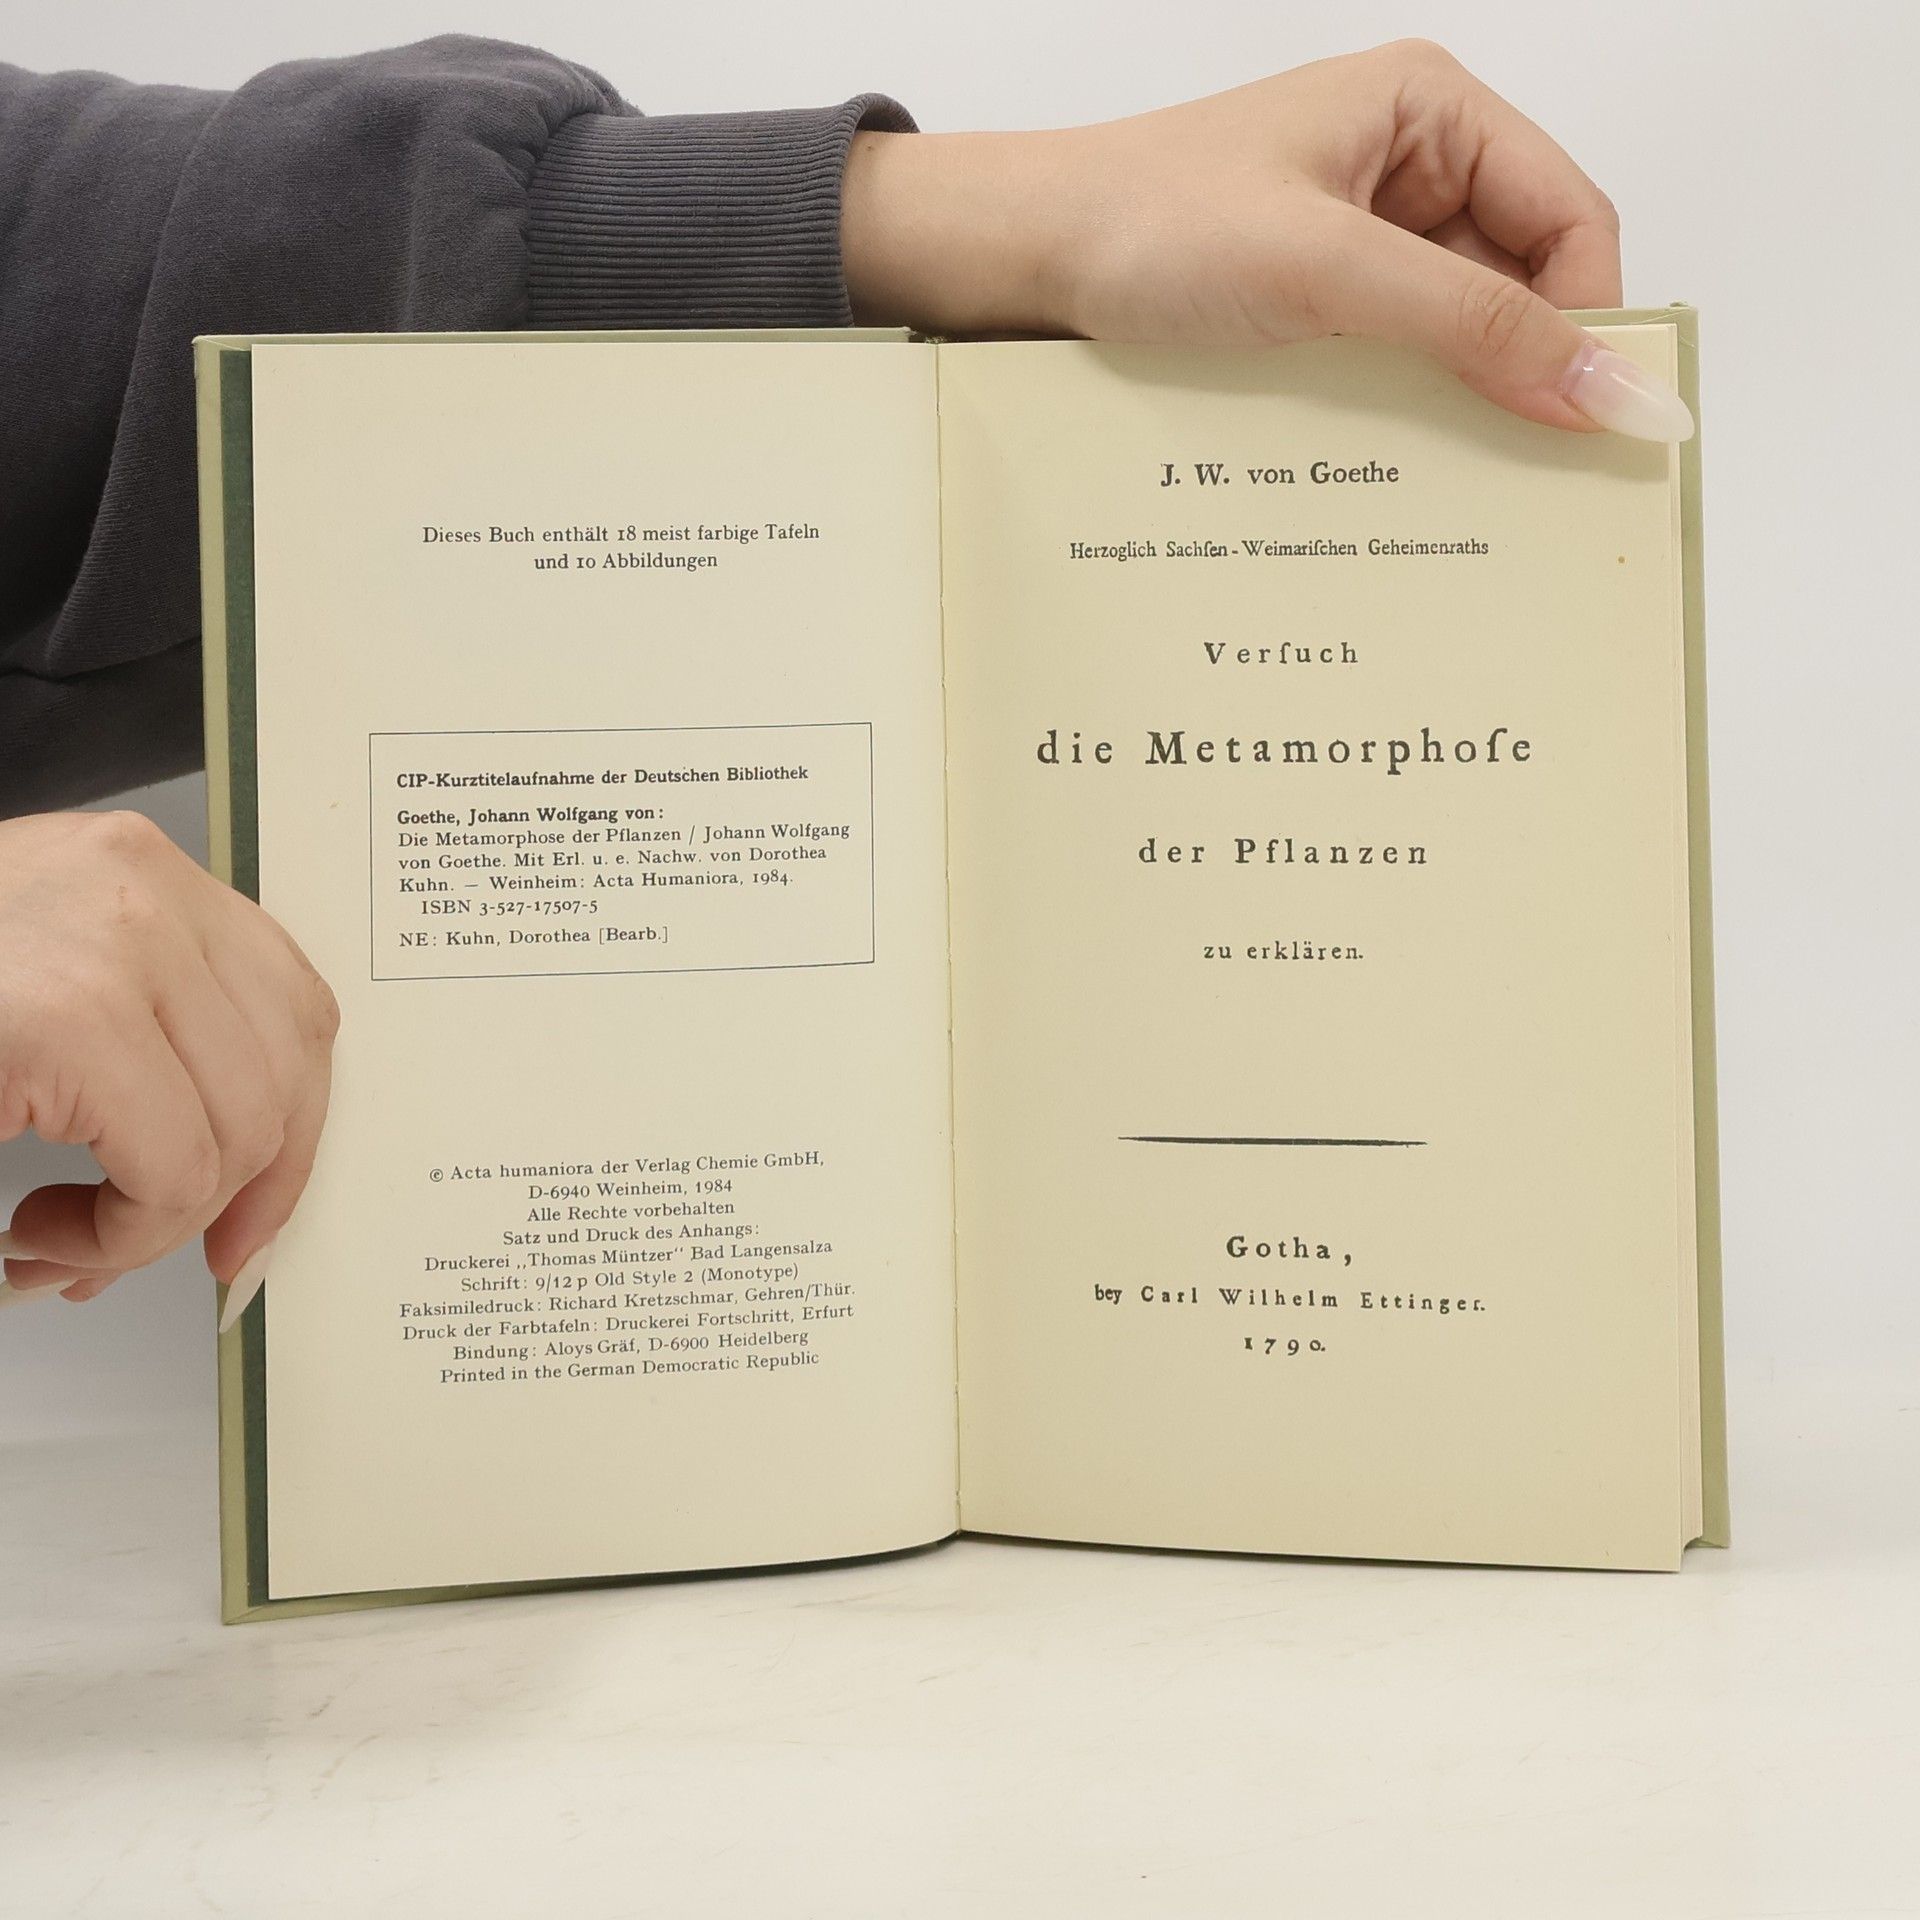 Dieses Buch enthält 18 meist farbige Tafeln
und 10 Abbildungen
CIP-Kurztitelaufnahme der Deutschen Bibliothek
Goethe, Johann Wolfgang von:
Die Metamorphose der Pflanzen / Johann Wolfgang
von Goethe. Mit Erl. u. e. Nachw. von Dorothea
Kuhn. — Weinheim: Acta Humaniora, 1984.
ISBN 3-527-17507-5
NE: Kuhn, Dorothea [Bearb.]
© Acta humaniora der Verlag Chemie GmbH,
D-6940 Weinheim, 1984
Alle Rechte vorbehalten
Satz und Druck des Anhangs:
Druckerei „Thomas Müntzer“ Bad Langensalza
Schrift: 9/12 p Old Style 2 (Monotype)
Faksimiledruck: Richard Kretzschmar, Gehren/Thür.
Druck der Farbtafeln: Druckerei Fortschritt, Erfurt
Bindung: Aloys Gräf, D-6900 Heidelberg
Printed in the German Democratic Republic
J. W. von Goethe
Herzoglich Sachſen-Weimariſchen Geheimenraths
Verſuch
die Metamorphoſe
der Pflanzen
zu erklären.
Gotha,
bey Carl Wilhelm Ettinger.
1790.